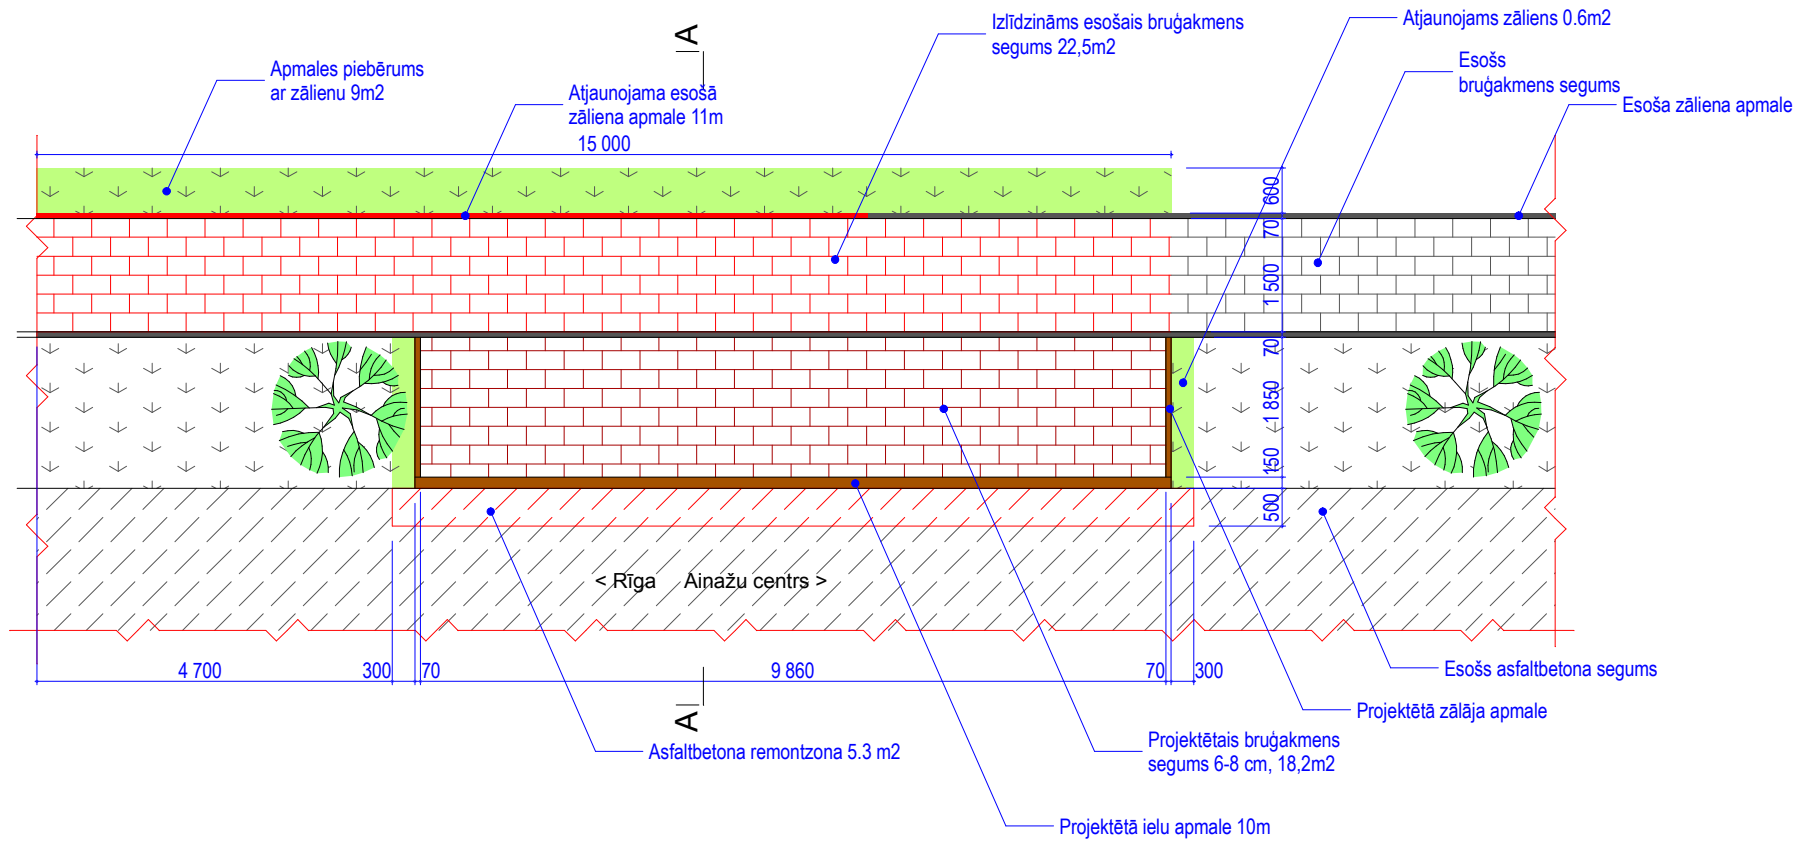 A
Izlīdzināms esošais bruģakmens
segums 22,5m2
Atjaunojams zāliens 0.6m2
Apmales piebērums
ar zālienu 9m2
Esošs
bruģakmens segums
Atjaunojama esošā
zāliena apmale 11m
Esoša zāliena apmale
15 000
600
70
1 500
70
1 850
150
500
< Rīga Ainažu centrs >
4 700
300
70
9 860
70
300
Esošs asfaltbetona segums
A
Projektētā zālāja apmale
Asfaltbetona remontzona 5.3 m2
Projektētais bruģakmens
segums 6-8 cm, 18,2m2
Projektētā ielu apmale 10m